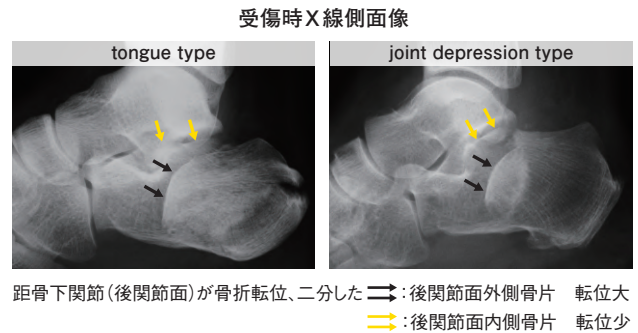 受傷時X線側面像
tongue type
joint depression type
距骨下関節（後関節面）が骨折転位、二分した ：後関節面外側骨片　転位大
：後関節面内側骨片　転位少